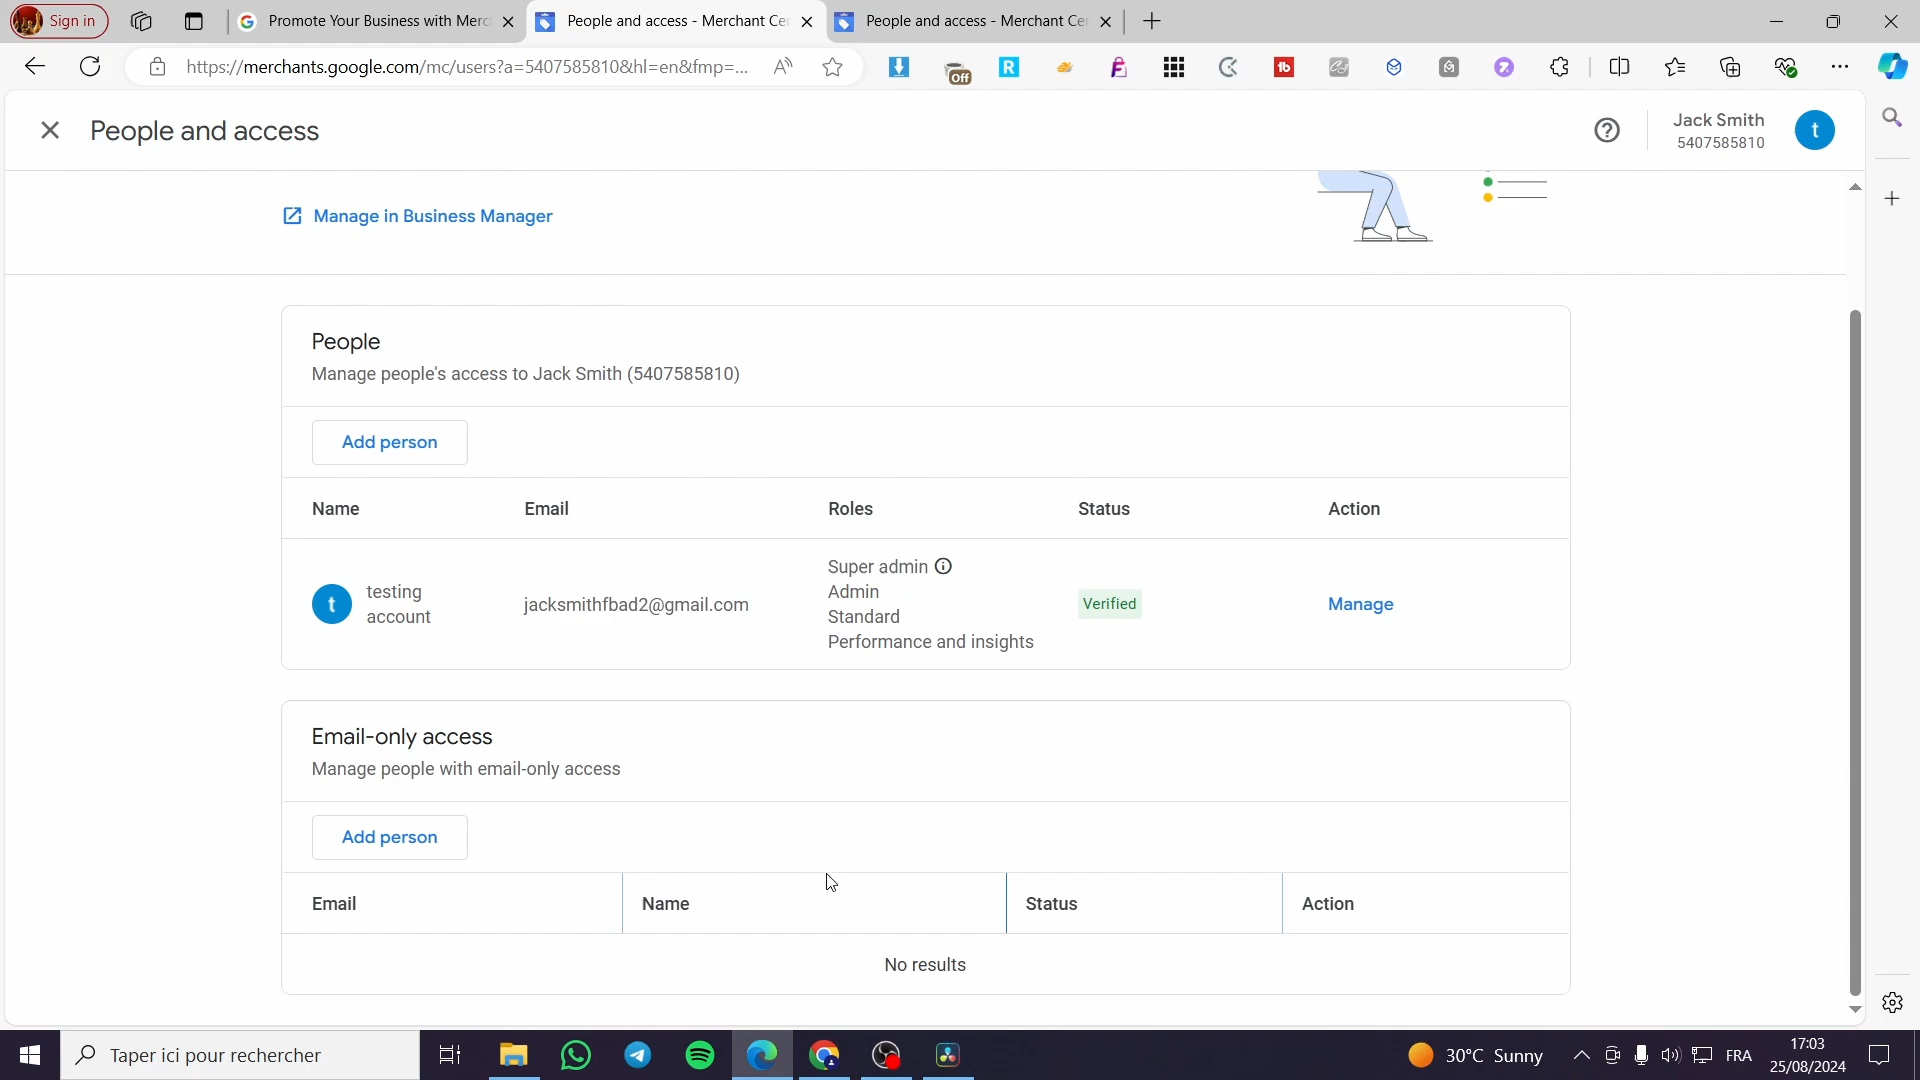 Sign in
Promote Your Business with Merc
People and access - Merchant Cer
People and access - Merchant Cer
https://merchants.google.com/mc/users?a=5407585810&hl=en&fmp=...
Off
People and access
Jack Smith
5407585810
t
Manage in Business Manager
People
Manage people's access to Jack Smith (5407585810)
Add person
Name Email Roles Status Action
t
testing
account
jacksmithfbad2@gmail.com
Super admin
Admin
Standard
Performance and insights
Verified
Manage
Email-only access
Manage people with email-only access
Add person
Email Name Status Action
No results
Taper ici pour rechercher
30°C Sunny
FRA
17:03
25/08/2024